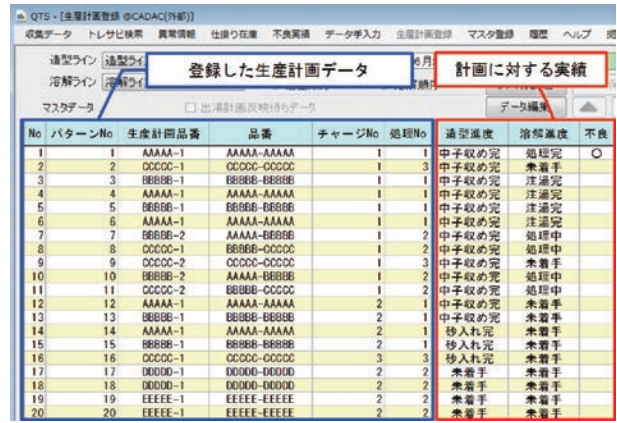 QTS - [生産計画登録 @CADAC(外部)]
収集データ トレサビ検索 異常情報 仕掛り在庫 不良実績 データ手入力 生産計画登録 マスタ登録 履歴 ヘルプ
造型ライン 造型ライ 6月
溶解ライン 溶解ライ
登録した生産計画データ
計画に対する実績
マスタデータ 出湯計画反映待ちデータ データ編集
No パターンNo 生産計画品番 品番 チャージNo 処理No 造型進度 溶解進度 不良
1 1 AAAAA-1 AAAAA-AAAAA 1 1 中子収め完 処理完 〇
2 2 CCCCC-1 CCCCC-CCCCC 1 3 中子収め完 未着手
3 3 BBBBB-1 BBBBB-BBBBB 1 1 中子収め完 注湯完
4 4 AAAAA-1 AAAAA-AAAAA 1 1 中子収め完 注湯完
5 5 BBBBB-1 BBBBB-BBBBB 1 1 中子収め完 注湯完
6 6 AAAAA-1 AAAAA-AAAAA 1 1 中子収め完 注湯完
7 7 BBBBB-2 AAAAA-BBBBB 1 2 中子収め完 処理中
8 8 CCCCC-1 BBBBB-CCCCC 1 2 中子収め完 処理中
9 9 CCCCC-2 CCCCC-CCCCC 1 3 中子収め完 未着手
10 10 BBBBB-2 AAAAA-BBBBB 1 2 中子収め完 処理中
11 11 CCCCC-2 BBBBB-CCCCC 1 2 中子収め完 処理中
12 12 AAAAA-1 AAAAA-AAAAA 2 1 中子収め完 未着手
13 13 BBBBB-1 BBBBB-BBBBB 2 1 中子収め完 未着手
14 14 AAAAA-1 AAAAA-AAAAA 2 1 砂入れ完 未着手
15 15 BBBBB-1 BBBBB-BBBBB 2 1 砂入れ完 未着手
16 16 CCCCC-1 CCCCC-CCCCC 3 3 砂入れ完 未着手
17 17 DDDDD-1 DDDDD-DDDDD 2 2 未着手 未着手
18 18 DDDDD-1 DDDDD-DDDDD 2 2 未着手 未着手
19 19 EEEEE-1 EEEEE-EEEEE 2 2 未着手 未着手
20 20 EEEEE-1 EEEEE-EEEEE 2 2 未着手 未着手